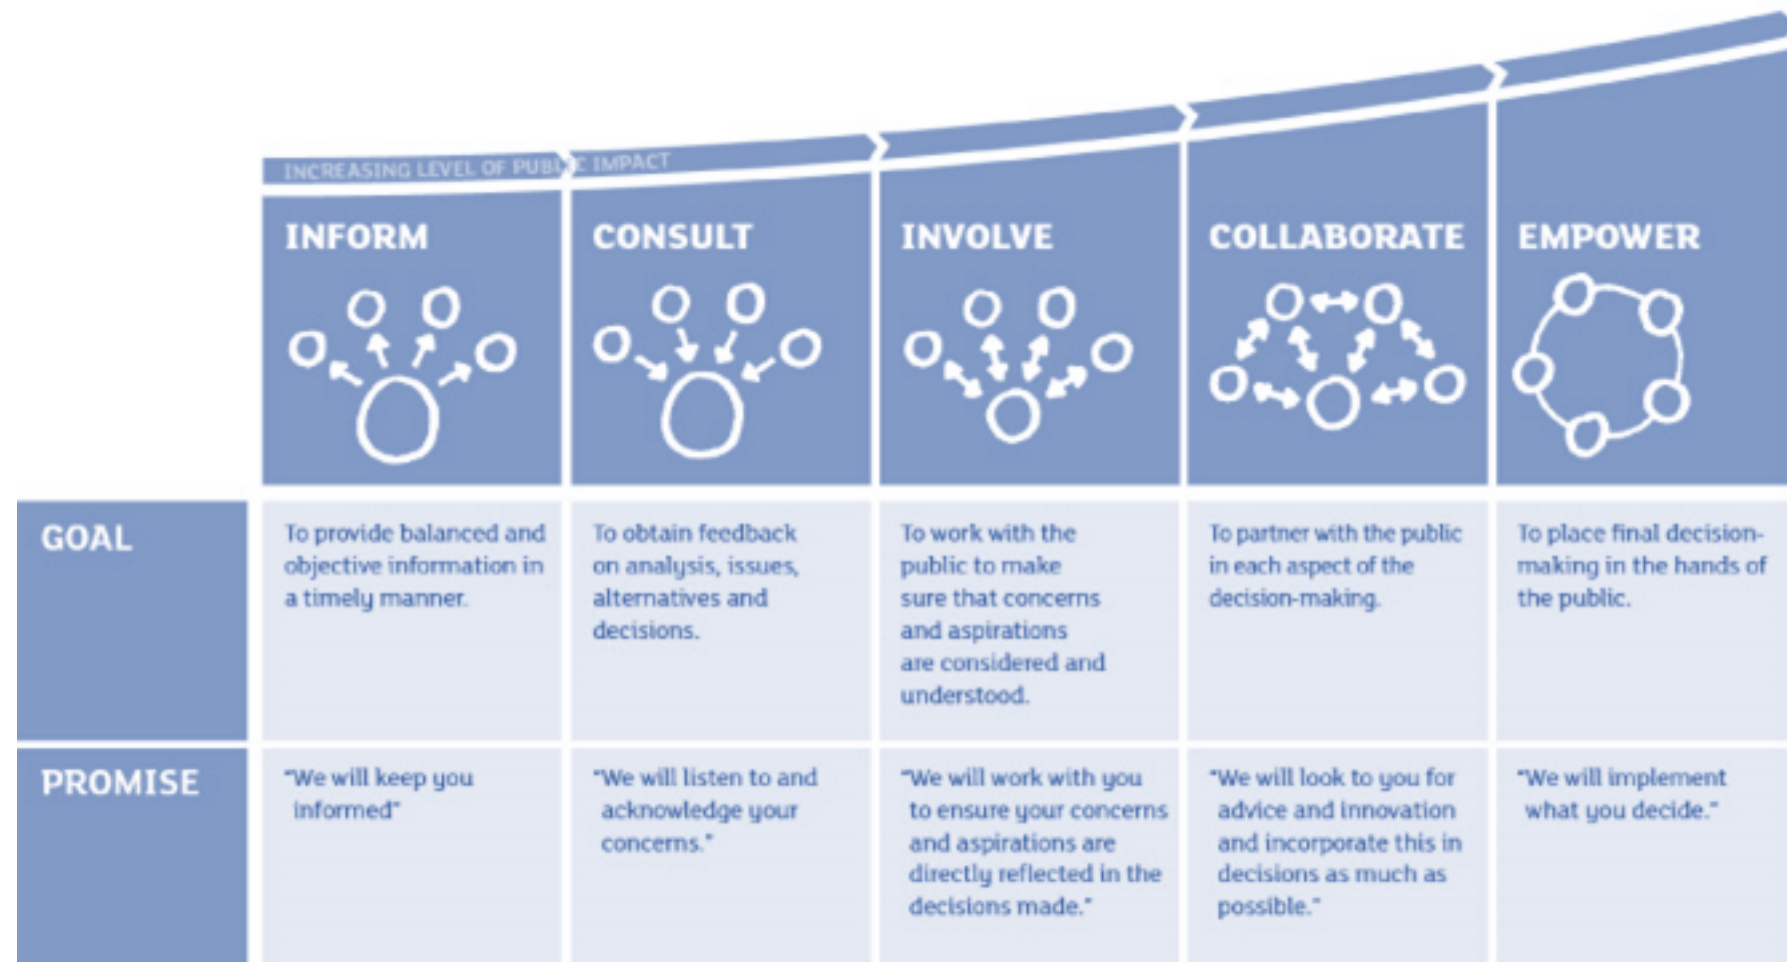 INCREASING LEVEL OF PUBLIC IMPACT
INFORM
CONSULT
INVOLVE
COLLABORATE
EMPOWER
GOAL
To provide balanced and
objective information in
a timely manner.
To obtain feedback
on analysis, issues,
alternatives and
decisions.
To work with the
public to make
sure that concerns
and aspirations
are considered and
understood.
To partner with the public
in each aspect of the
decision-making.
To place final decision-
making in the hands of
the public.
PROMISE
"We will keep you
informed"
"We will listen to and
acknowledge your
concerns."
"We will work with you
to ensure your concerns
and aspirations are
directly reflected in the
decisions made."
"We will look to you for
advice and innovation
and incorporate this in
decisions as much as
possible."
"We will implement
what you decide."